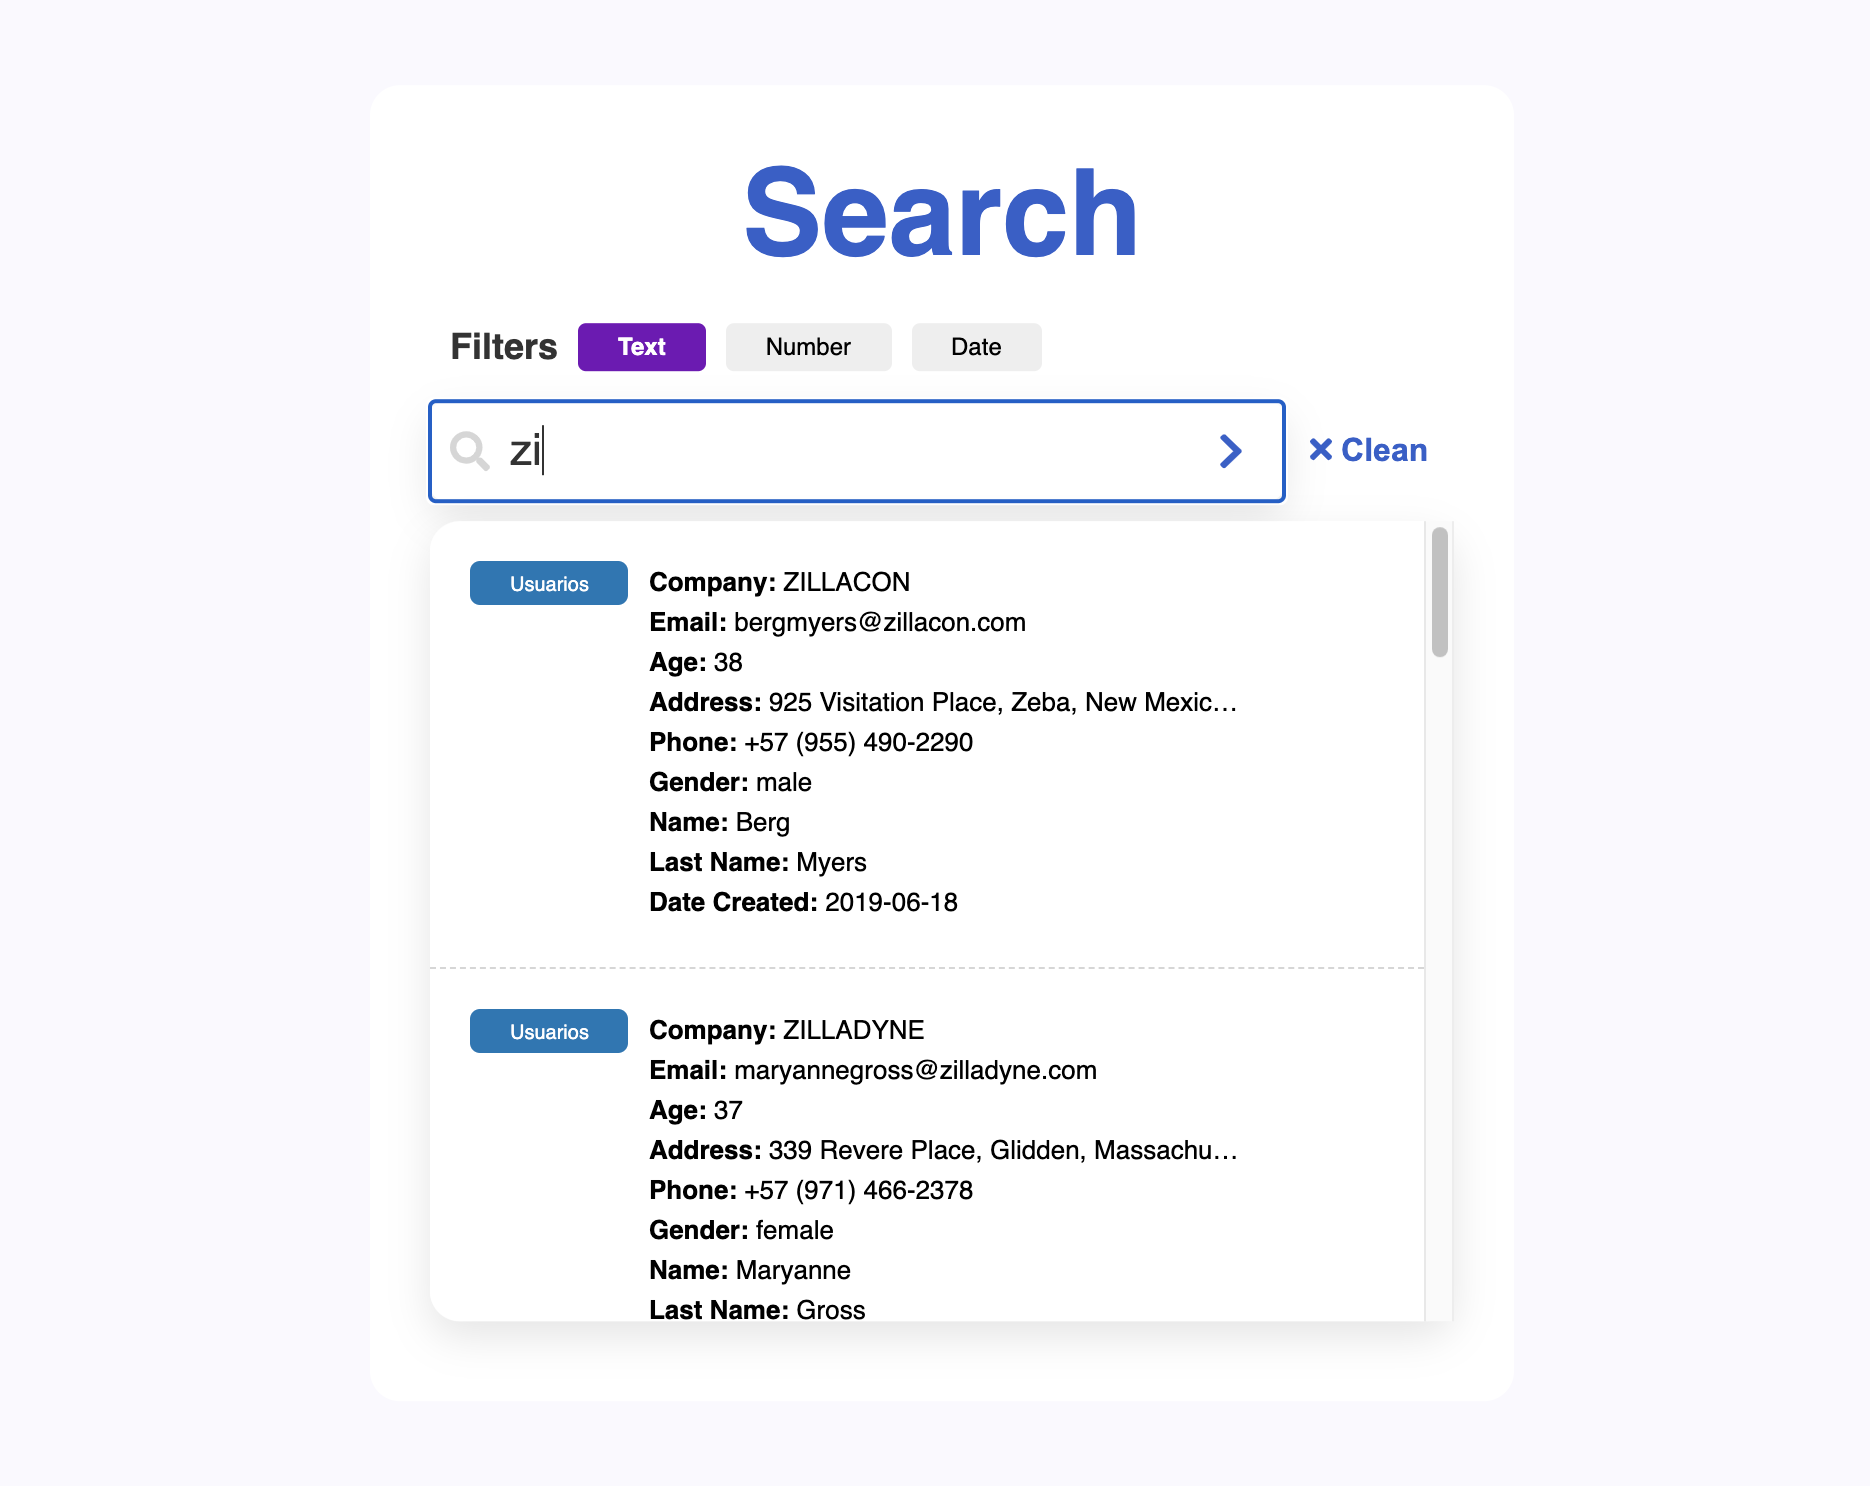 Search
Filters Text Number Date
zi
Clean
Usuarios
Company: ZILLACON
Email: bergmyers@zillacon.com
Age: 38
Address: 925 Visitation Place, Zeba, New Mexic...
Phone: +57 (955) 490-2290
Gender: male
Name: Berg
Last Name: Myers
Date Created: 2019-06-18
Usuarios
Company: ZILLADYNE
Email: maryannegross@zilladyne.com
Age: 37
Address: 339 Revere Place, Glidden, Massachu...
Phone: +57 (971) 466-2378
Gender: female
Name: Maryanne
Last Name: Gross